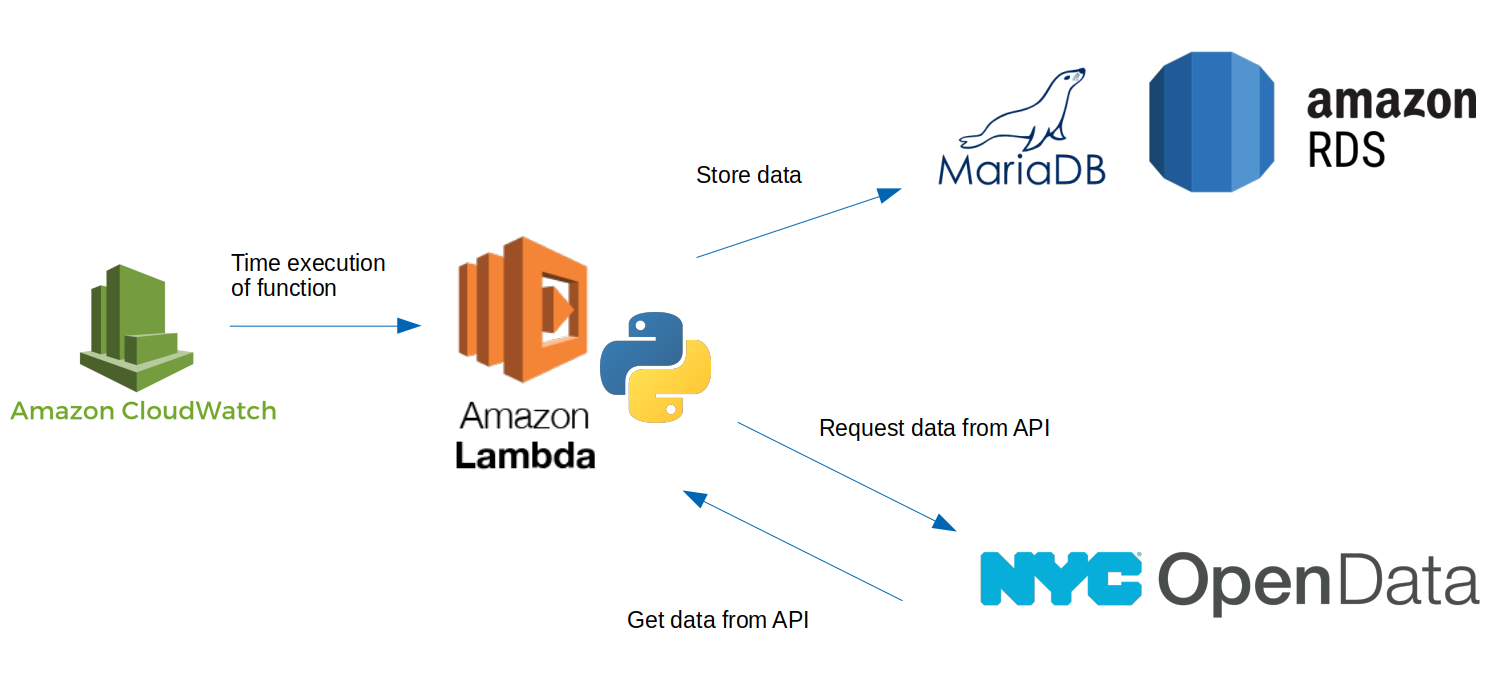 amazon
RDS
MariaDB
Store data
Time execution
of function
Amazon CloudWatch
Amazon
Lambda
Request data from API
NYC OpenData
Get data from API